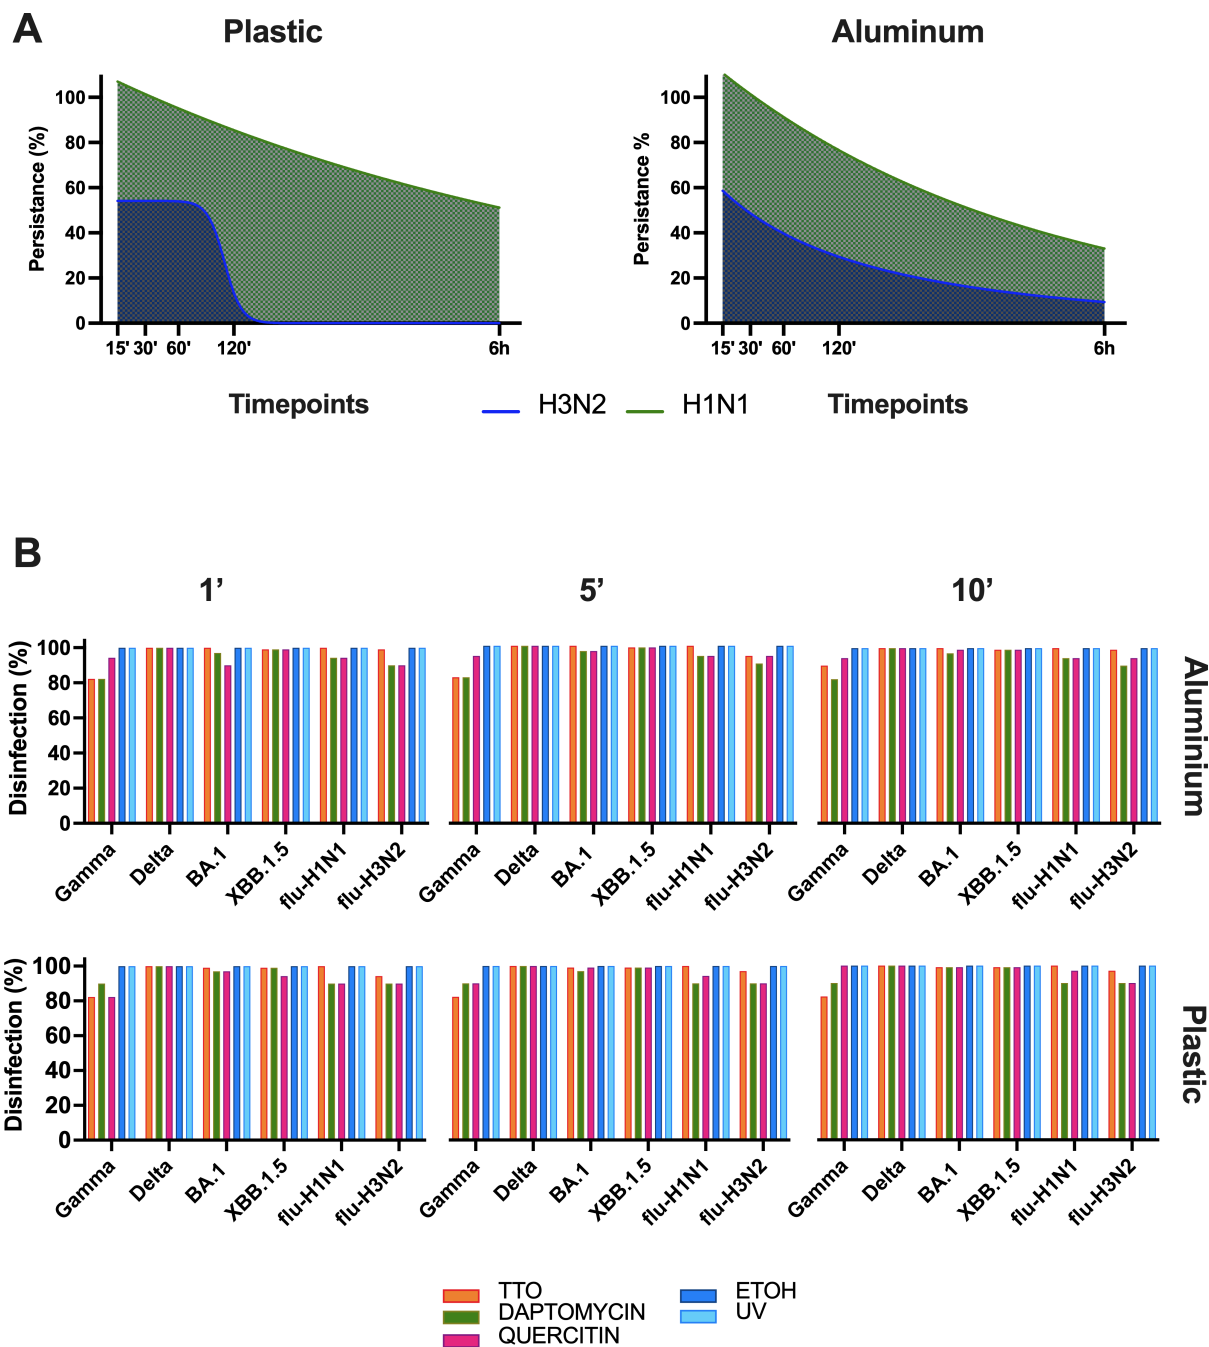 A
Plastic
Aluminum
Persistance (%)
100
80
60
40
20
0
15' 30' 60' 120' 6h
Timepoints
Persistance %
100
80
60
40
20
0
15' 30' 60' 120' 6h
Timepoints
H3N2 H1N1
B
1’ 5’ 10’
Disinfection (%)
100
80
60
40
20
0
Gamma Delta BA.1 XBB.1.5 flu-H1N1 flu-H3N2
Gamma Delta BA.1 XBB.1.5 flu-H1N1 flu-H3N2
Gamma Delta BA.1 XBB.1.5 flu-H1N1 flu-H3N2
Aluminium
Disinfection (%)
100
80
60
40
20
0
Gamma Delta BA.1 XBB.1.5 flu-H1N1 flu-H3N2
Gamma Delta BA.1 XBB.1.5 flu-H1N1 flu-H3N2
Gamma Delta BA.1 XBB.1.5 flu-H1N1 flu-H3N2
Plastic
TTO
DAPTOMYCIN
QUERCITIN
ETOH
UV